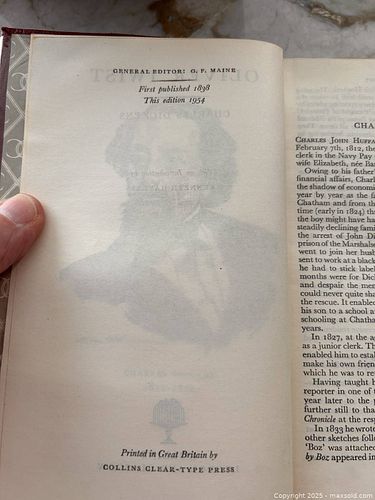 GENERAL EDITOR: G. F. MAINE
First published 1838
This edition 1954
Printed in Great Britain by
COLLINS CLEAR-TYPE PRESS
CHA
CHARLES JOHN HUFFA
February 7th, 1812, the
clerk in the Navy Pay
wife Elizabeth, née Bar
Owing to his father'
financial affairs, Charl
the shadow of economi
year by year as the fa
Chatham and from th
time (early in 1824) th
the boy might have ha
steadily declining fami
the arrest of John Di
prison of the Marshalse
went to join her husb
sent to work at a black
he had to stick label
months were for Dic
and despair the mem
could never quite sha
the rescue. It enabled
his son to a school a
schooling at Chatha
years.
In 1827, at the a
as a junior clerk. Th
enabled him to estab
make his own frien
which he was to re
Having taught h
reporter in one of t
year later to the
further still to tha
Chronicle at the resp
In 1833 he wrote
other sketches follo
'Boz' was attached
by Boz appeared in
Copyright 2025 - maxsold.com